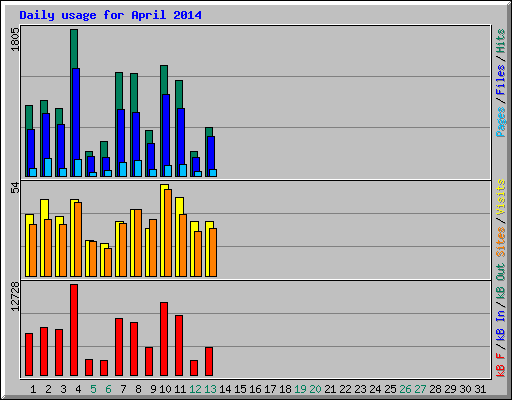 Daily usage for April 2014
1805
54
12728
Pages/Files/Hits
Sites/Visits
kB F/kB In/kB Out
1 2 3 4 5 6 7 8 9 10 11 12 13 14 15 16 17 18 19 20 21 22 23 24 25 26 27 28 29 30 31